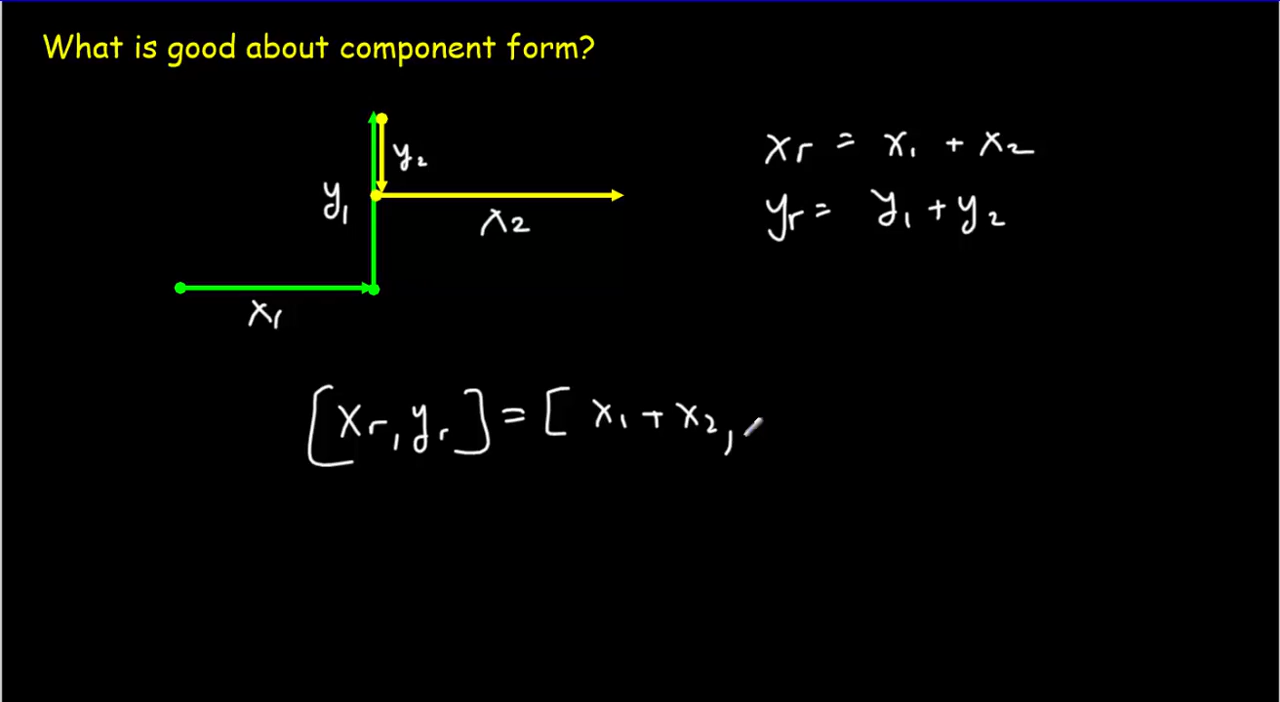 What is good about component form?
y₂
xᵣ = x₁ + x₂
y₁
yᵣ = y₁ + y₂
x₂
x₁
[xᵣ, yᵣ] = [x₁ + x₂,